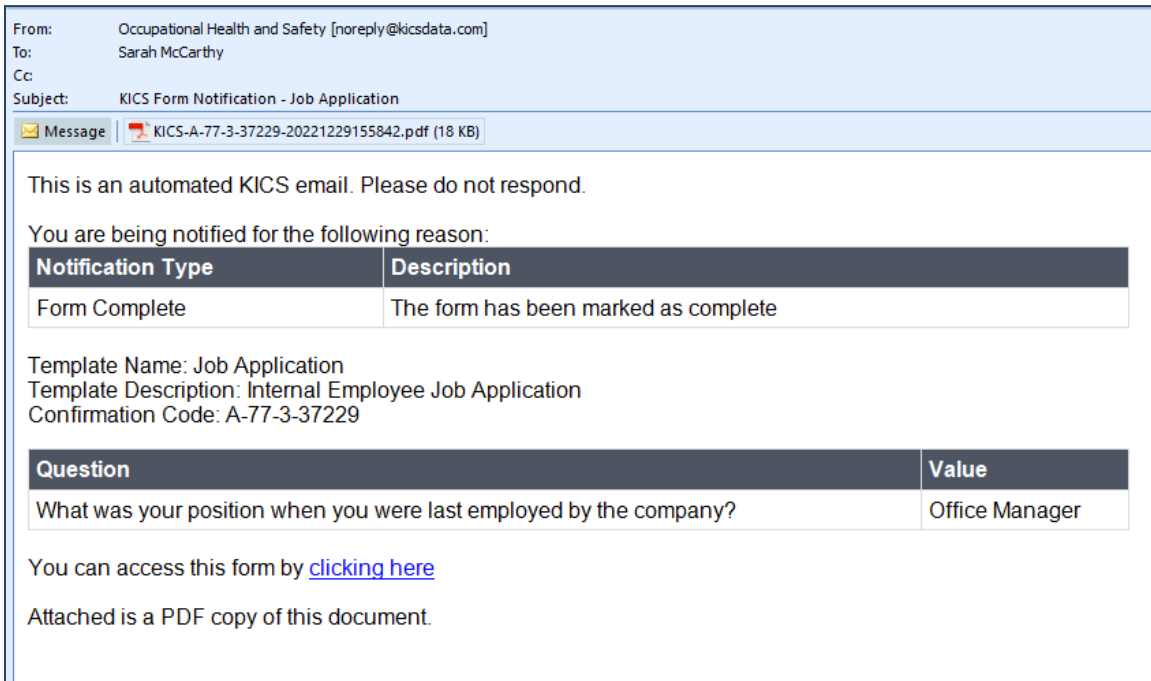 From: Occupational Health and Safety [noreply@kicsdata.com]
To: Sarah McCarthy
Cc:
Subject: KICS Form Notification - Job Application
Message KICS-A-77-3-37229-20221229155842.pdf (18 KB)
This is an automated KICS email. Please do not respond.
You are being notified for the following reason:
Notification Type Description
Form Complete The form has been marked as complete
Template Name: Job Application
Template Description: Internal Employee Job Application
Confirmation Code: A-77-3-37229
Question Value
What was your position when you were last employed by the company? Office Manager
You can access this form by clicking here
Attached is a PDF copy of this document.